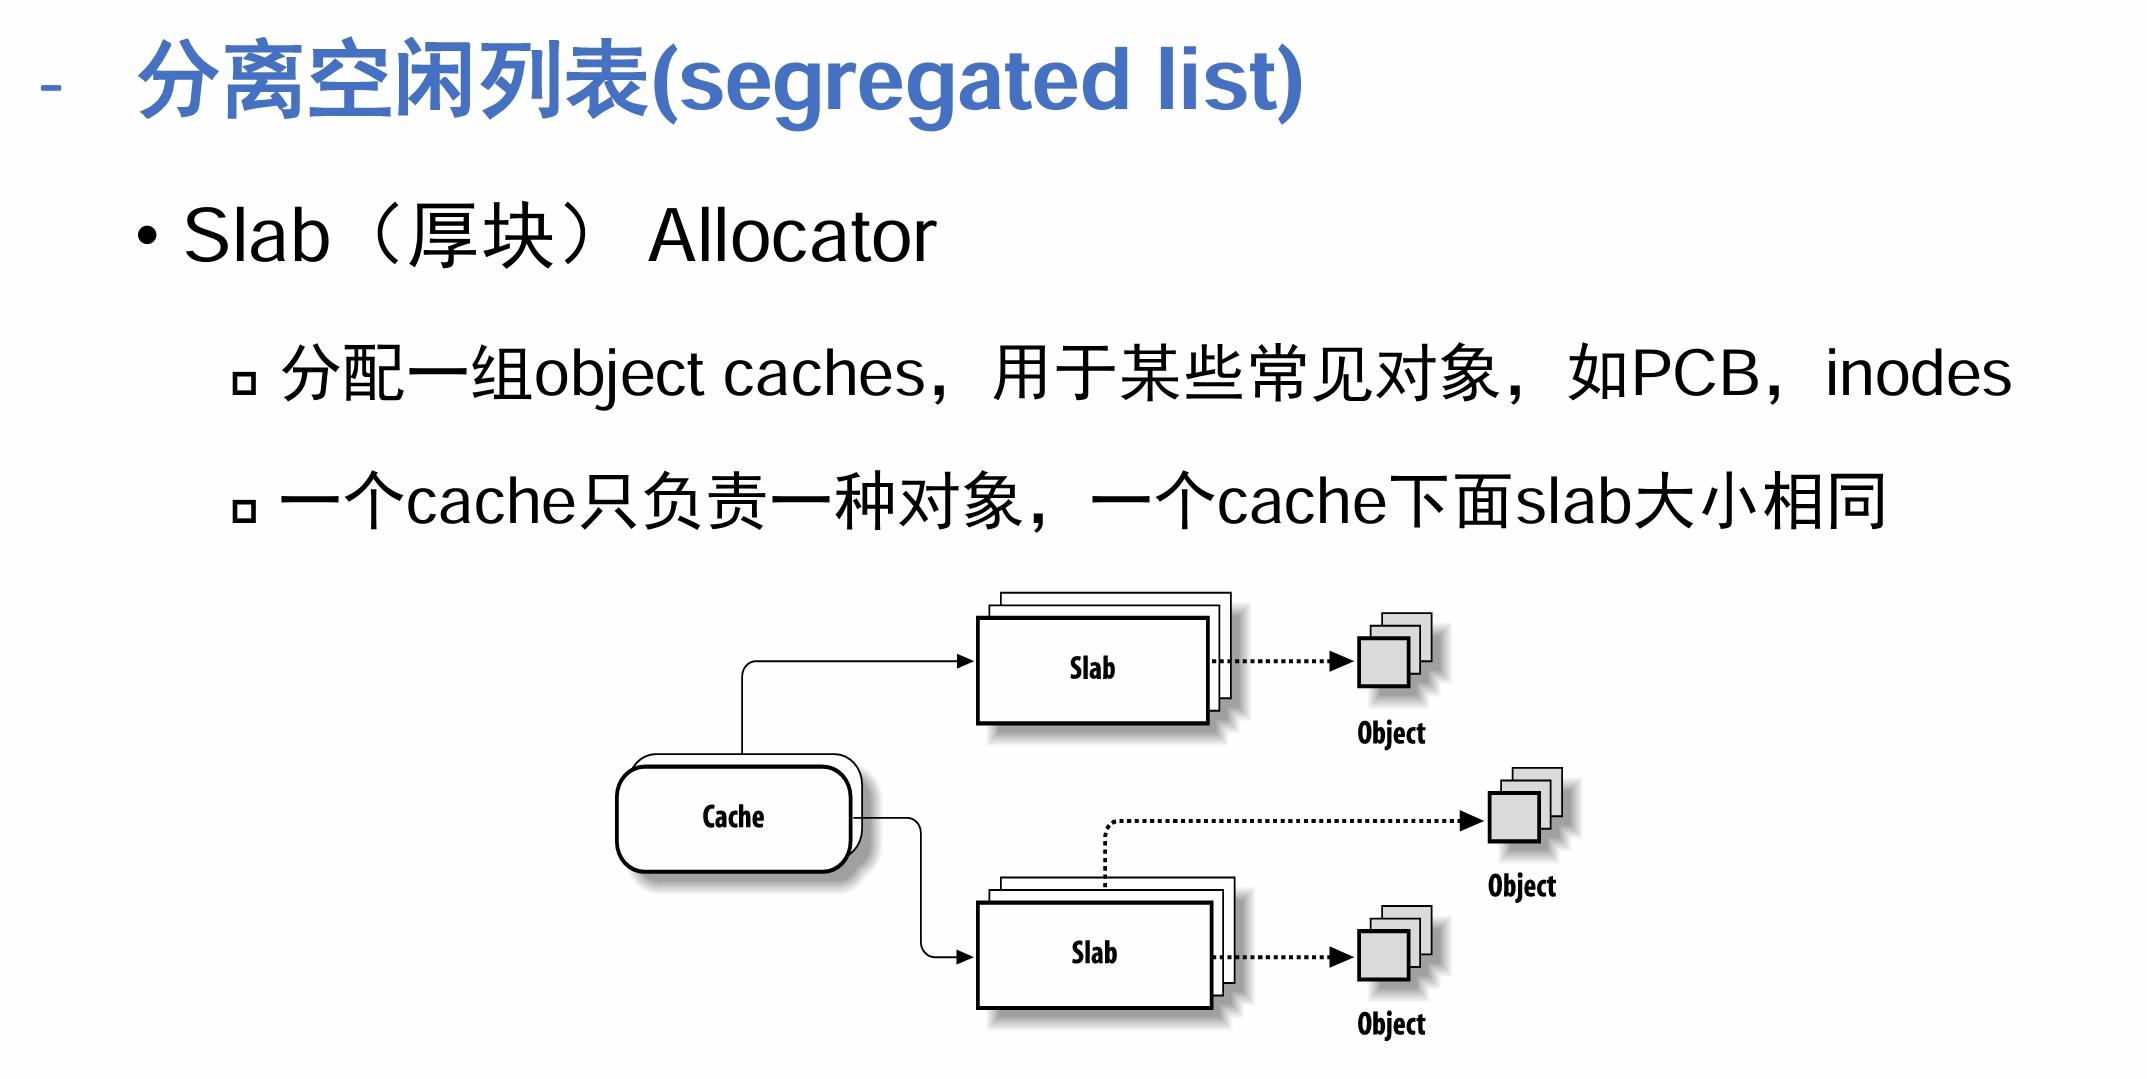 - 分离空闲列表(segregated list)
• Slab（厚块） Allocator
分配一组object caches，用于某些常见对象，如PCB，inodes
一个cache只负责一种对象，一个cache下面slab大小相同
Slab
Object
Cache
Object
Slab
Object